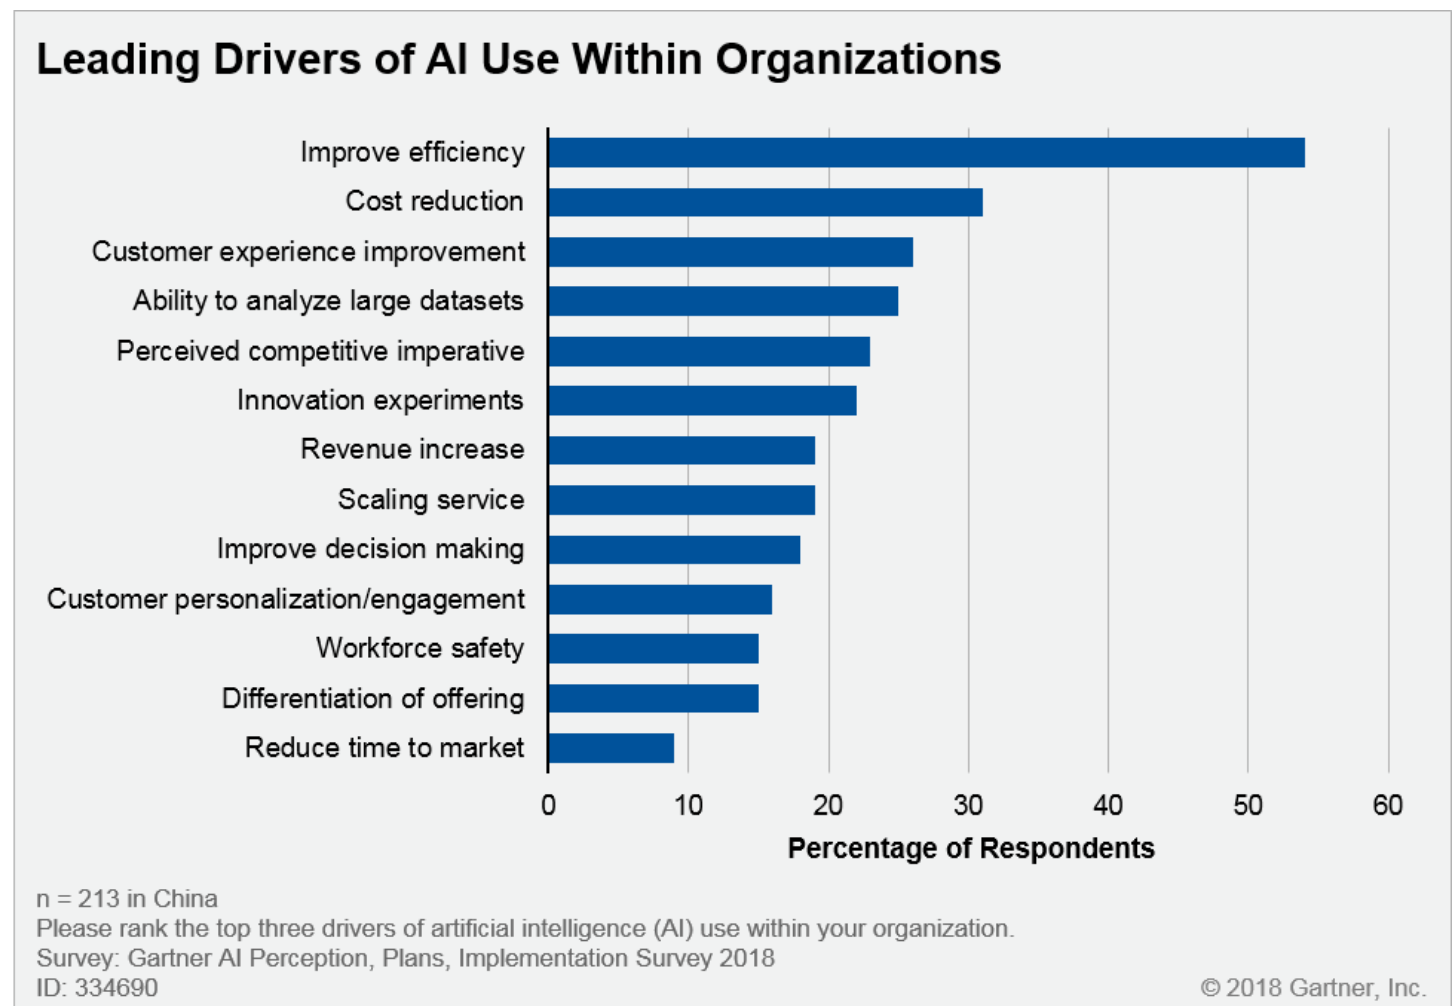 Leading Drivers of AI Use Within Organizations
Improve efficiency
Cost reduction
Customer experience improvement
Ability to analyze large datasets
Perceived competitive imperative
Innovation experiments
Revenue increase
Scaling service
Improve decision making
Customer personalization/engagement
Workforce safety
Differentiation of offering
Reduce time to market
0 10 20 30 40 50 60
Percentage of Respondents
n = 213 in China
Please rank the top three drivers of artificial intelligence (AI) use within your organization.
Survey: Gartner AI Perception, Plans, Implementation Survey 2018
ID: 334690 © 2018 Gartner, Inc.